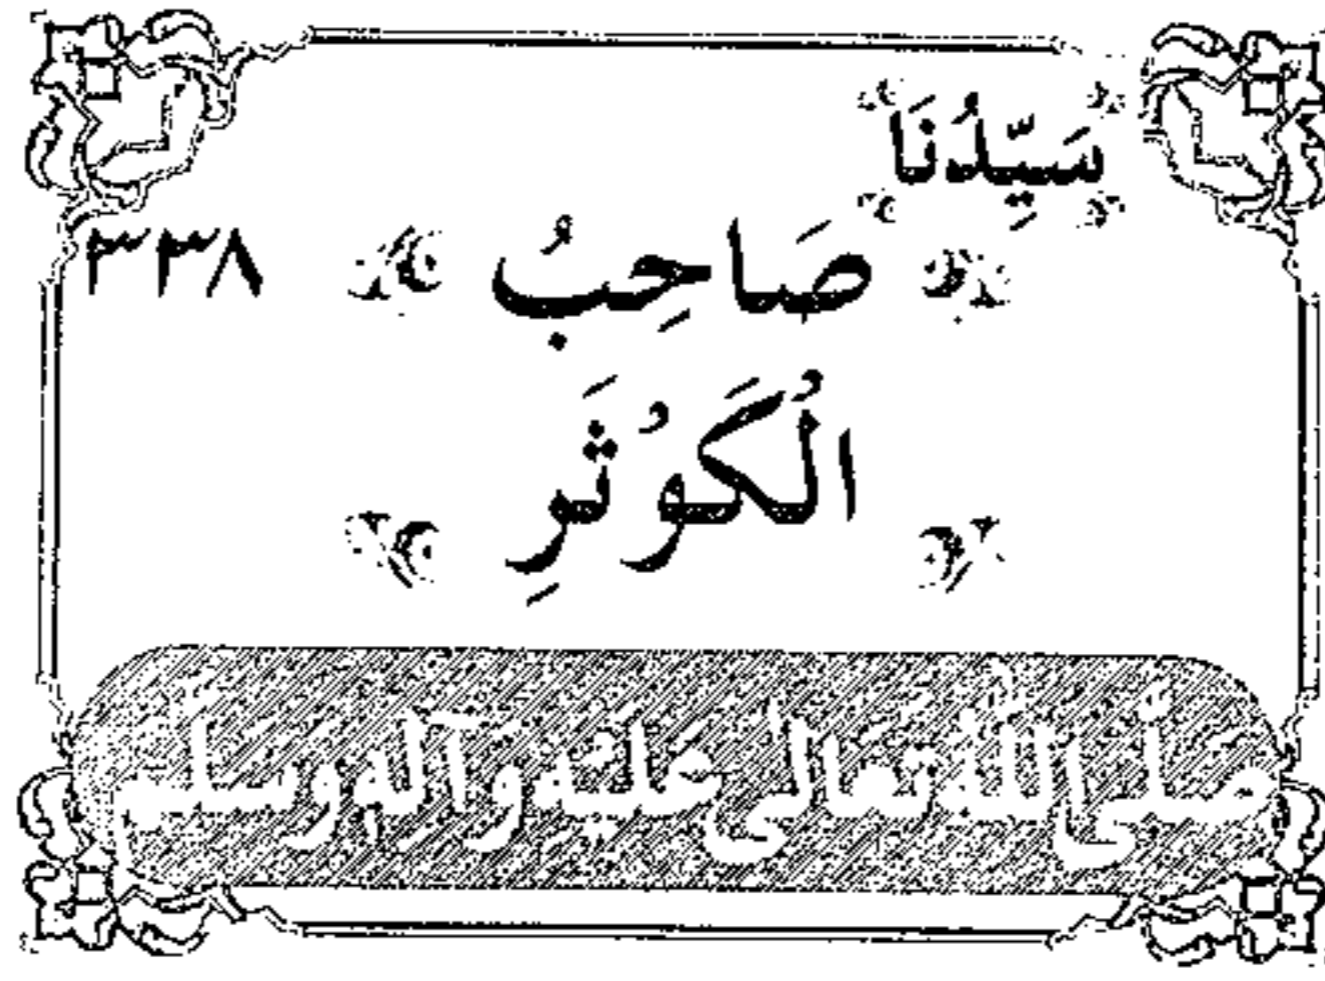 سَيِّدُنَا
صَاحِبُ ٣٣٨
الْكَوْثَرِ
صلى الله تعالى عليه وآله وسلم